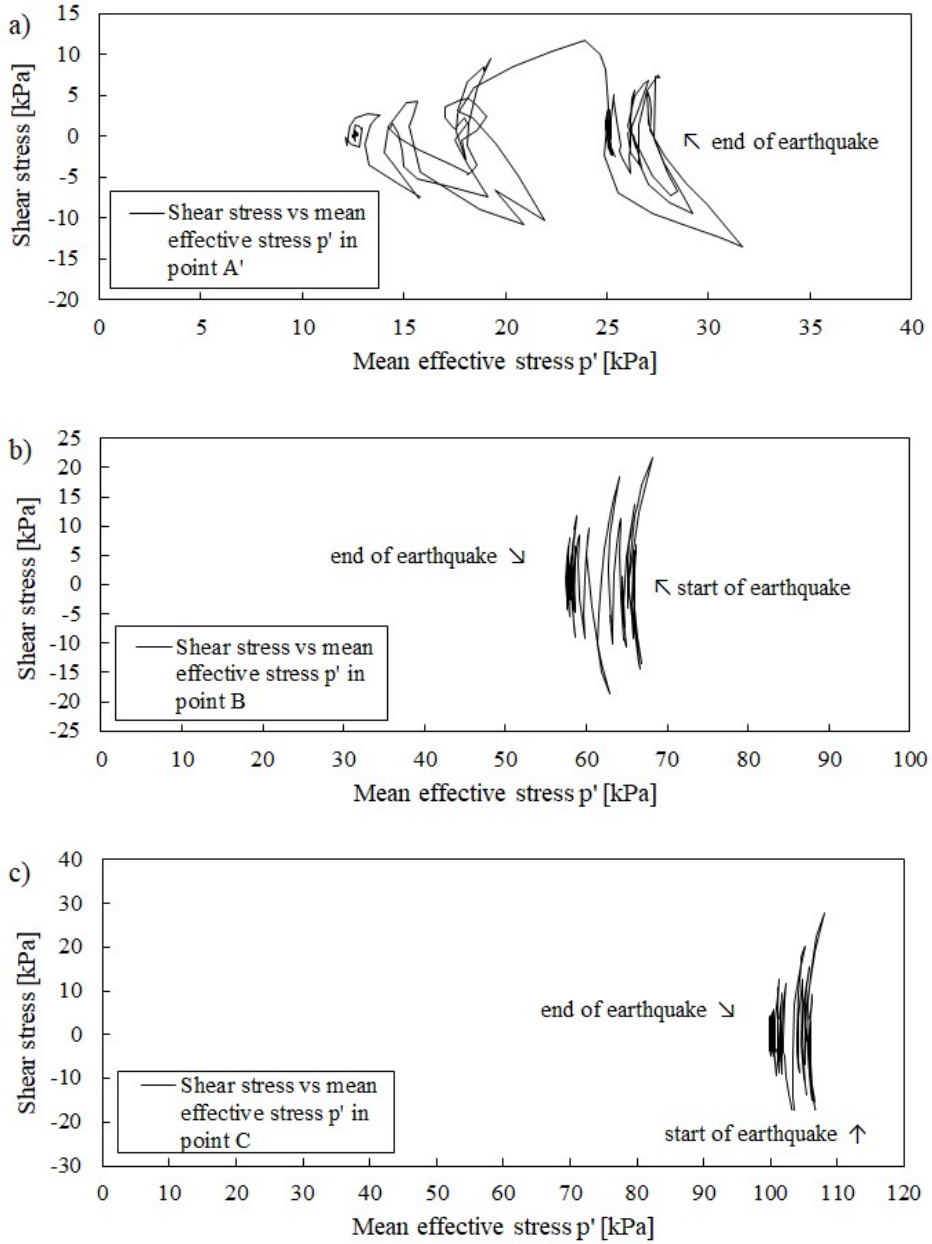 a)
15
10
5
0
-5
-10
-15
-20
Shear stress [kPa]
↖ end of earthquake
Shear stress vs mean
effective stress p' in
point A'
0 5 10 15 20 25 30 35 40
Mean effective stress p' [kPa]
b)
25
20
15
10
5
0
-5
-10
-15
-20
-25
Shear stress [kPa]
end of earthquake ↘
↖ start of earthquake
Shear stress vs mean
effective stress p' in
point B
0 10 20 30 40 50 60 70 80 90 100
Mean effective stress p' [kPa]
c)
40
30
20
10
0
-10
-20
-30
Shear stress [kPa]
end of earthquake ↘
Shear stress vs mean
effective stress p' in
point C
start of earthquake ↑
0 10 20 30 40 50 60 70 80 90 100 110 120
Mean effective stress p' [kPa]